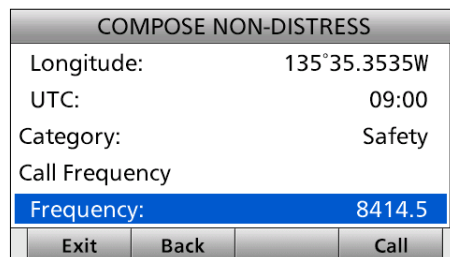 COMPOSE NON-DISTRESS
Longitude: 135°35.3535W
UTC: 09:00
Category: Safety
Call Frequency
Frequency: 8414.5
Exit Back Call